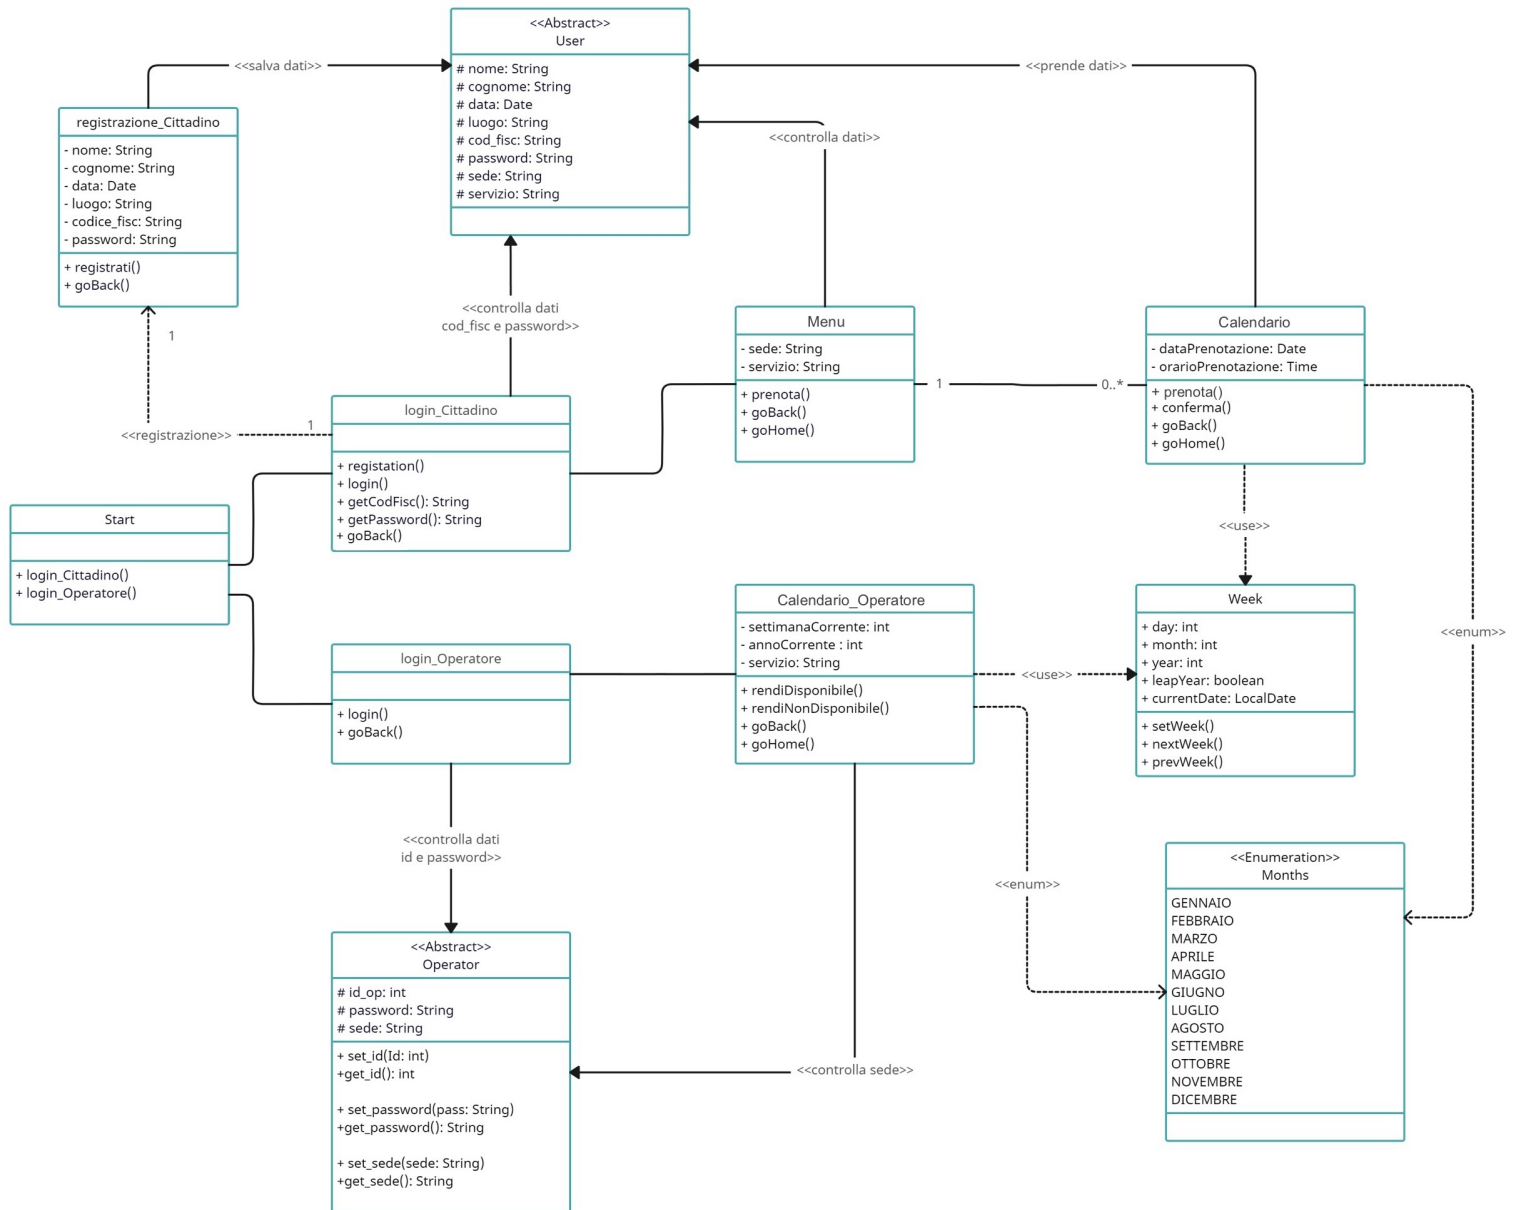 <<Abstract>>
User
# nome: String
# cognome: String
# data: Date
# luogo: String
# cod_fisc: String
# password: String
# sede: String
# servizio: String
<<salva dati>>
<<prende dati>>
<<controlla dati>>
registrazione_Cittadino
- nome: String
- cognome: String
- data: Date
- luogo: String
- codice_fisc: String
- password: String
+ registrati()
+ goBack()
1
<<registrazione>>
1
<<controlla dati
cod_fisc e password>>
login_Cittadino
+ registation()
+ login()
+ getCodFisc(): String
+ getPassword(): String
+ goBack()
Menu
- sede: String
- servizio: String
+ prenota()
+ goBack()
+ goHome()
1
0..*
Calendario
- dataPrenotazione: Date
- orarioPrenotazione: Time
+ prenota()
+ conferma()
+ goBack()
+ goHome()
<<use>>
<<enum>>
Start
+ login_Cittadino()
+ login_Operatore()
login_Operatore
+ login()
+ goBack()
Calendario_Operatore
- settimanaCorrente: int
- annoCorrente : int
- servizio: String
+ rendiDisponibile()
+ rendiNonDisponibile()
+ goBack()
+ goHome()
<<use>>
Week
+ day: int
+ month: int
+ year: int
+ leapYear: boolean
+ currentDate: LocalDate
+ setWeek()
+ nextWeek()
+ prevWeek()
<<controlla dati
id e password>>
<<enum>>
<<Enumeration>>
Months
GENNAIO
FEBBRAIO
MARZO
APRILE
MAGGIO
GIUGNO
LUGLIO
AGOSTO
SETTEMBRE
OTTOBRE
NOVEMBRE
DICEMBRE
<<Abstract>>
Operator
# id_op: int
# password: String
# sede: String
+ set_id(Id: int)
+get_id(): int
+ set_password(pass: String)
+get_password(): String
+ set_sede(sede: String)
+get_sede(): String
<<controlla sede>>